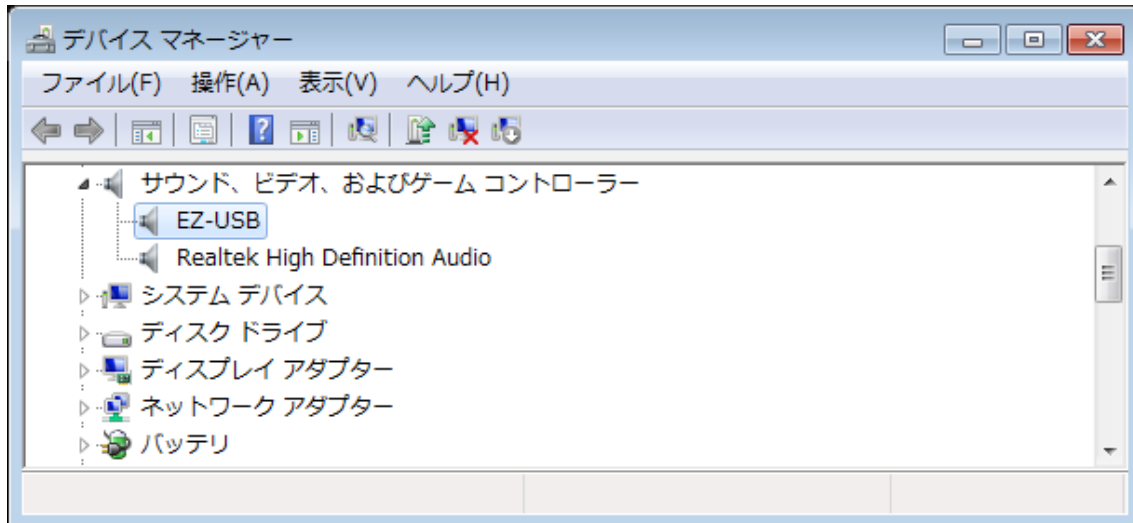 デバイス マネージャー
ファイル(F) 操作(A) 表示(V) ヘルプ(H)
サウンド、ビデオ、およびゲーム コントローラー
EZ-USB
Realtek High Definition Audio
システム デバイス
ディスク ドライブ
ディスプレイ アダプター
ネットワーク アダプター
バッテリ